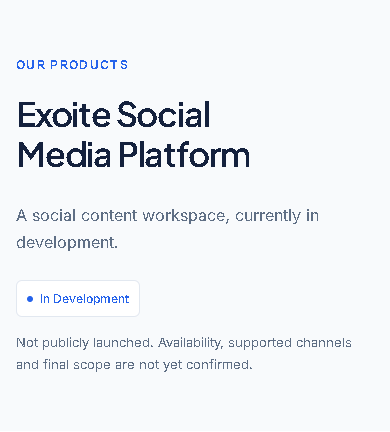 OUR PRODUCTS
Exoite Social
Media Platform
A social content workspace, currently in
development.
In Development
Not publicly launched. Availability, supported channels
and final scope are not yet confirmed.